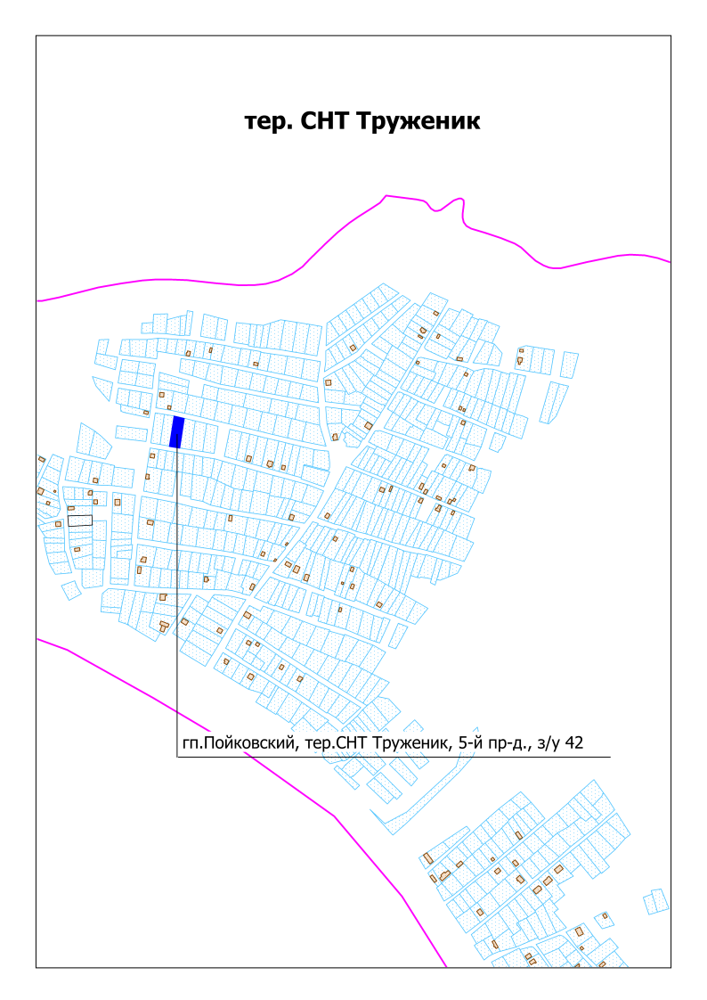 тер. СНТ Труженик
гп.Пойковский, тер.СНТ Труженик, 5-й пр-д., з/у 42